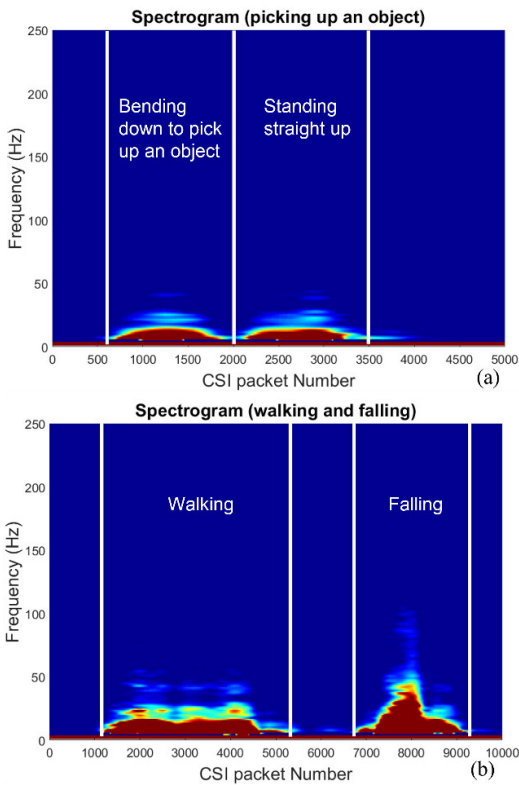 Spectrogram (picking up an object)
250
200
150
100
50
0
Frequency (Hz)
Bending
down to pick
up an object
Standing
straight up
0 500 1000 1500 2000 2500 3000 3500 4000 4500 5000
CSI packet Number
(a)
Spectrogram (walking and falling)
250
200
150
100
50
0
Frequency (Hz)
Walking
Falling
0 1000 2000 3000 4000 5000 6000 7000 8000 9000 10000
CSI packet Number
(b)